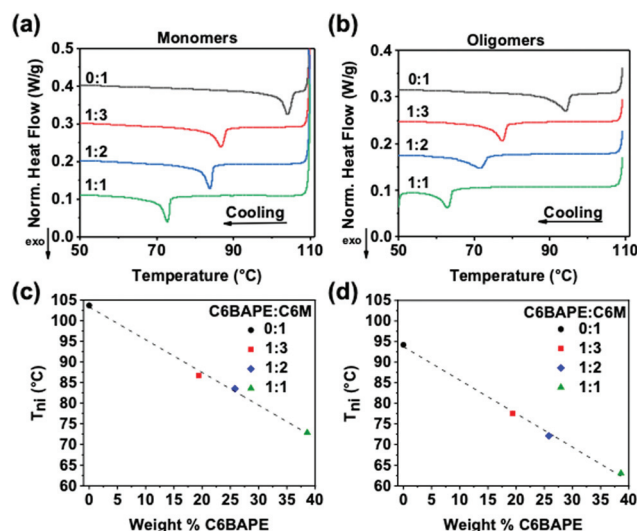 (a)
Monomers
Norm. Heat Flow (W/g)
0.5
0.4
0.3
0.2
0.1
0.0
0:1
1:3
1:2
1:1
Cooling
exo
50
70
90
110
Temperature (°C)
(b)
Oligomers
Norm. Heat Flow (W/g)
0.4
0.3
0.2
0.1
0.0
0:1
1:3
1:2
1:1
Cooling
exo
50
60
70
80
90
100
110
Temperature (°C)
(c)
Tni (°C)
105
100
95
90
85
80
75
70
65
60
C6BAPE:C6M
0:1
1:3
1:2
1:1
0 5 10 15 20 25 30 35 40
Weight % C6BAPE
(d)
Tni (°C)
105
100
95
90
85
80
75
70
65
60
C6BAPE:C6M
0:1
1:3
1:2
1:1
0 5 10 15 20 25 30 35 40
Weight % C6BAPE